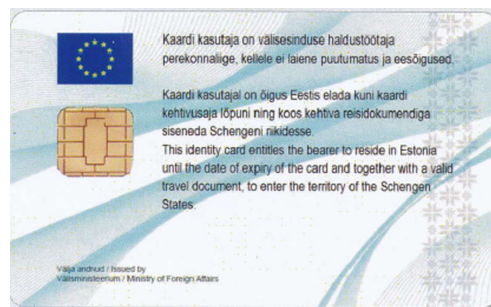 Kaardi kasutaja on välisesinduse haldustöötaja
perekonnaliige, kellele ei laiene puutumatus ja eesõigused.
Kaardi kasutajal on õigus Eestis elada kuni kaardi
kehtivusaja lõpuni ning koos kehtiva reisidokumendiga
siseneda Schengeni riikidesse.
This identity card entitles the bearer to reside in Estonia
until the date of expiry of the card and together with a valid
travel document, to enter the territory of the Schengen
States.
Välja andnud / Issued by
Välisministeerium / Ministry of Foreign Affairs